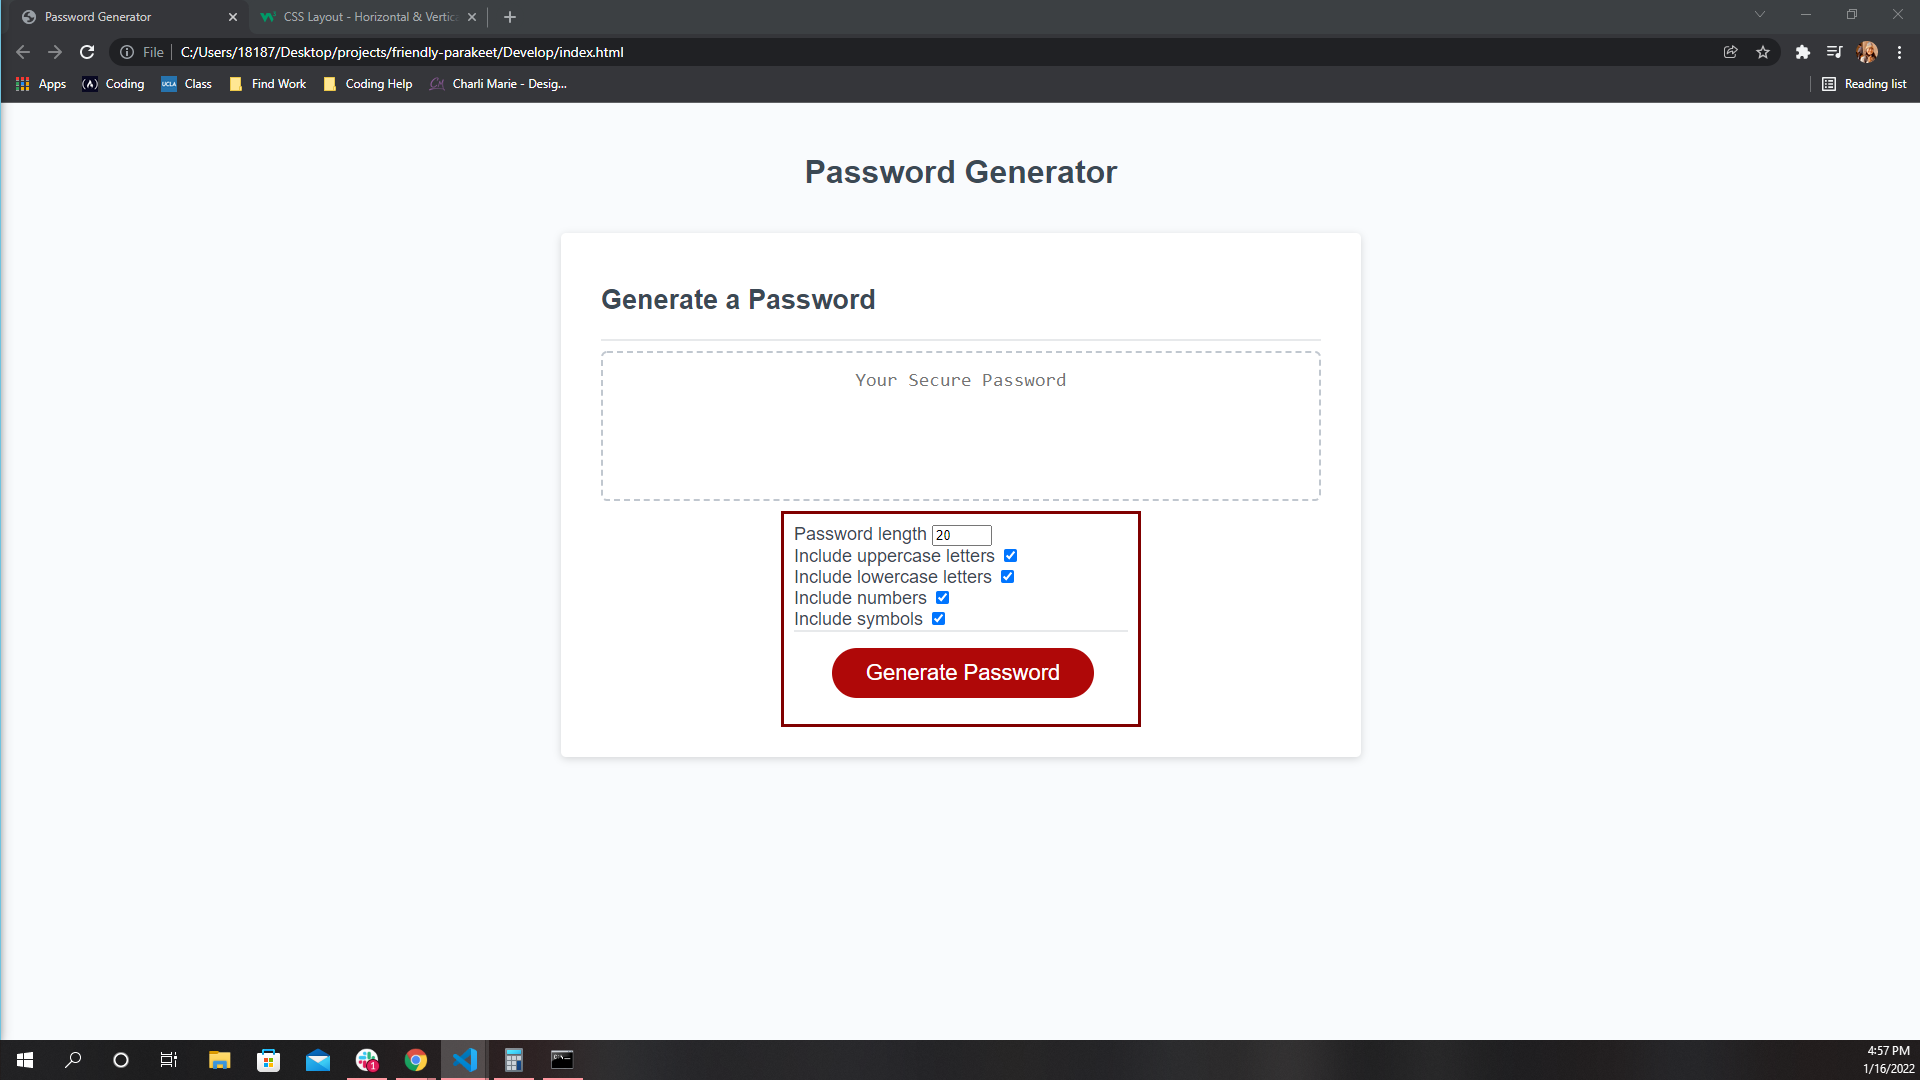 Password Generator
CSS Layout - Horizontal & Vertic
File
C:/Users/18187/Desktop/projects/friendly-parakeet/Develop/index.html
Apps
Coding
UCLA
Class
Find Work
Coding Help
Charli Marie - Desig...
Reading list
Password Generator
Generate a Password
Your Secure Password
Password length 20
Include uppercase letters
Include lowercase letters
Include numbers
Include symbols
Generate Password
1
4:57 PM
1/16/2022